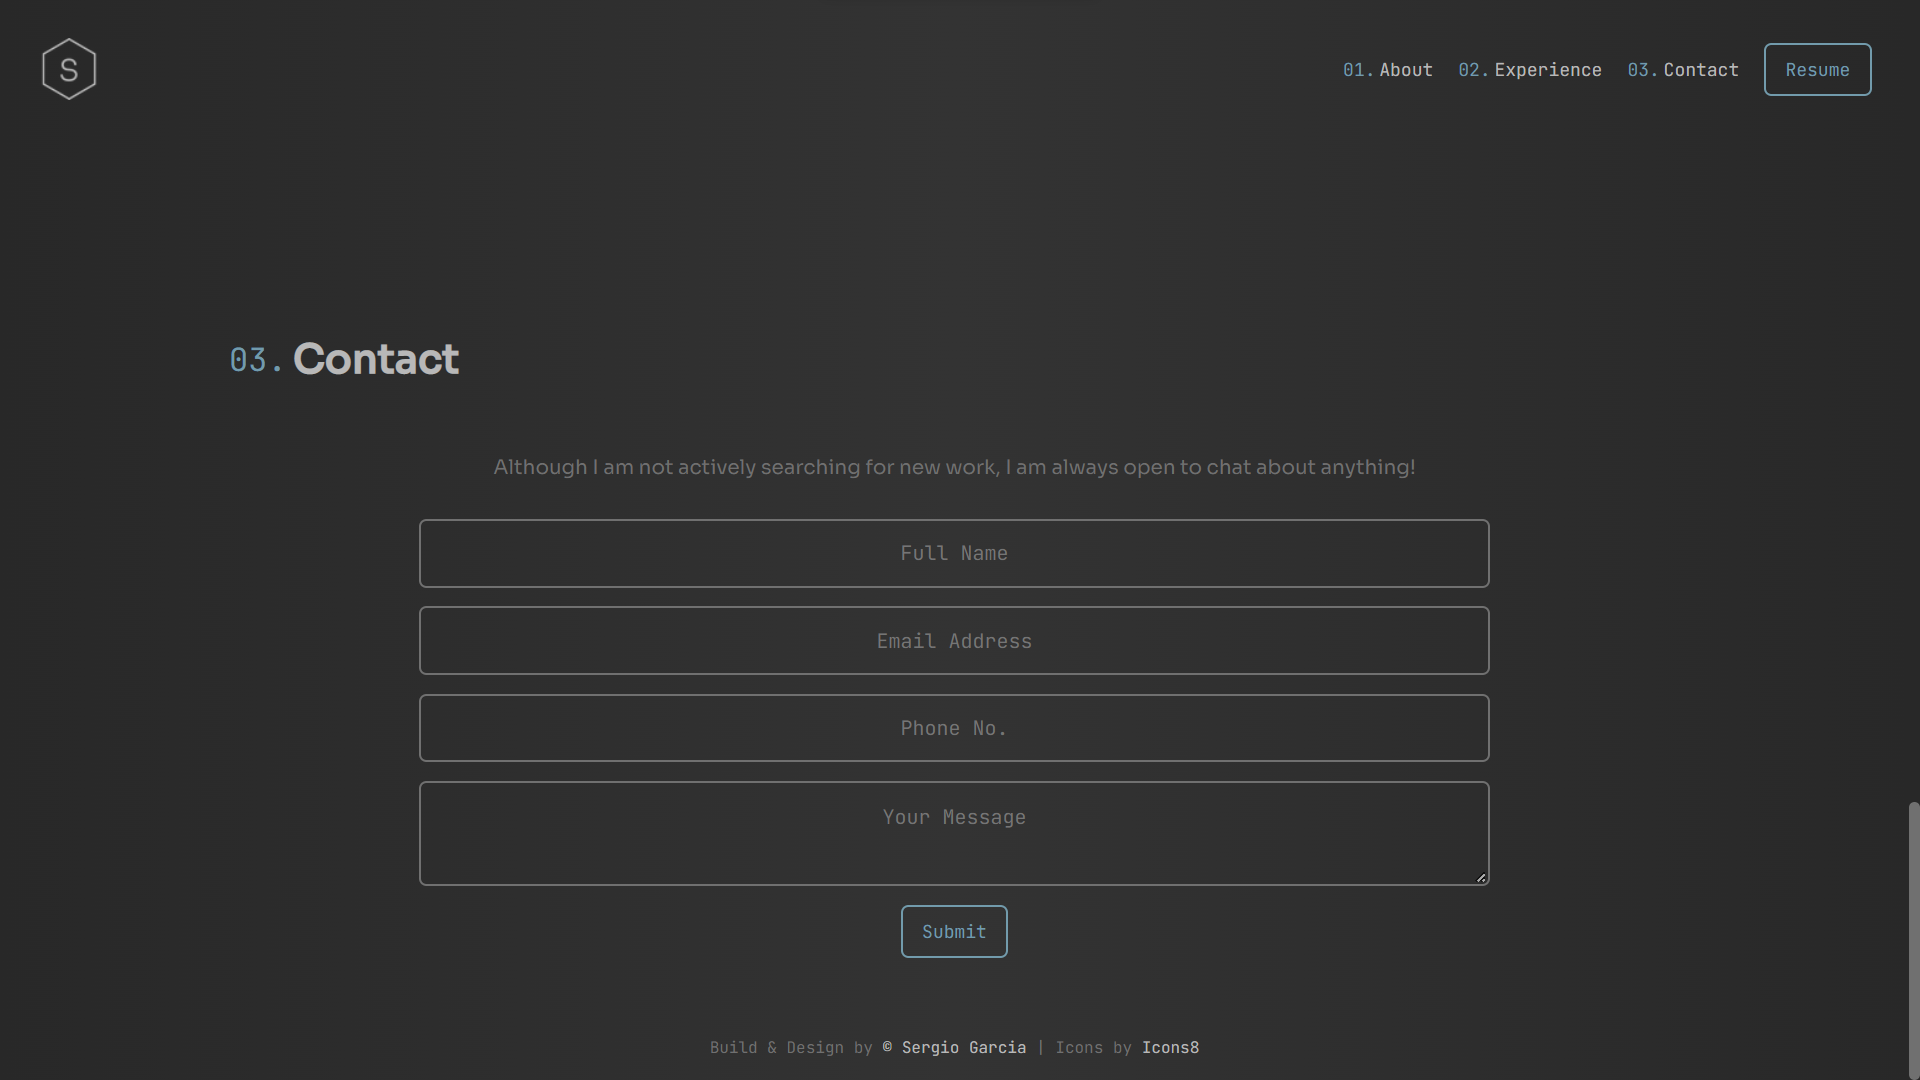 S
01. About 02. Experience 03. Contact Resume
03. Contact
Although I am not actively searching for new work, I am always open to chat about anything!
Full Name
Email Address
Phone No.
Your Message
Submit
Build & Design by © Sergio Garcia | Icons by Icons8